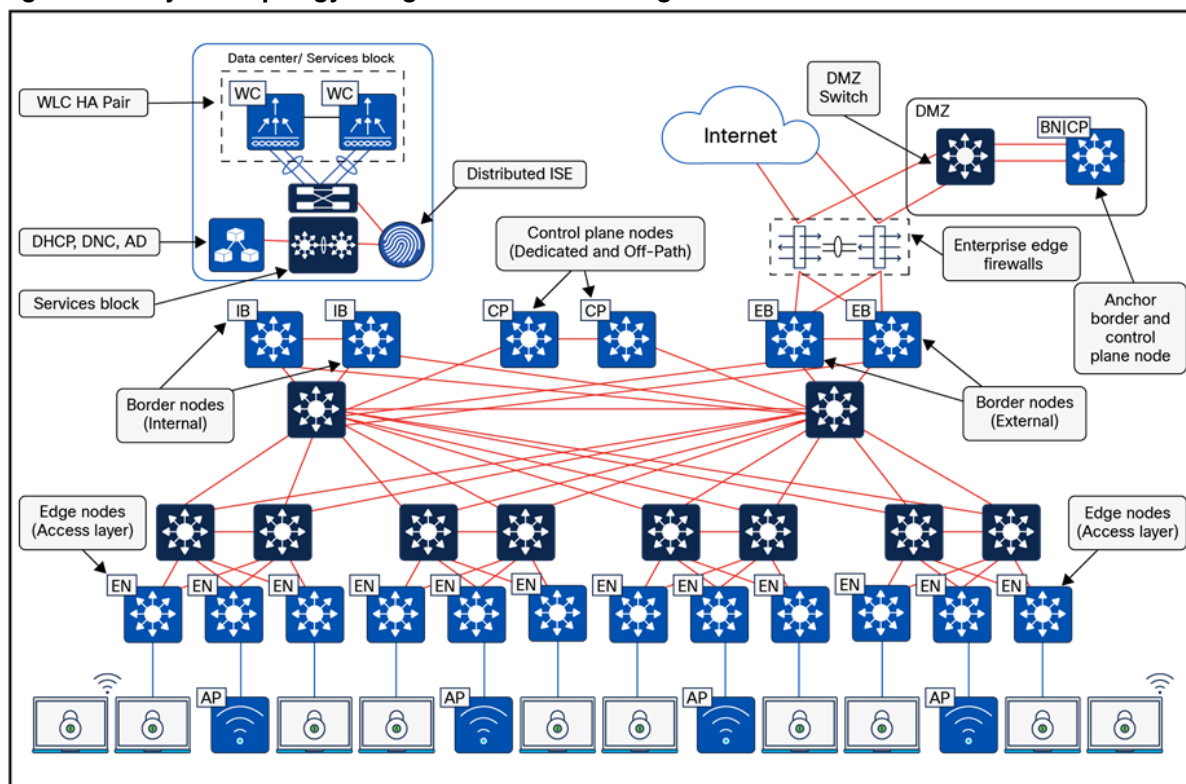 Data center/ Services block
WLC HA Pair
WC
WC
Distributed ISE
DHCP, DNC, AD
Services block
Internet
DMZ
Switch
DMZ
BN|CP
Control plane nodes
(Dedicated and Off-Path)
Enterprise edge
firewalls
Anchor
border and
control
plane node
IB
IB
CP
CP
EB
EB
Border nodes
(Internal)
Border nodes
(External)
Edge nodes
(Access layer)
Edge nodes
(Access layer)
EN
EN
EN
EN
EN
EN
EN
EN
EN
EN
EN
EN
AP
AP
AP
AP